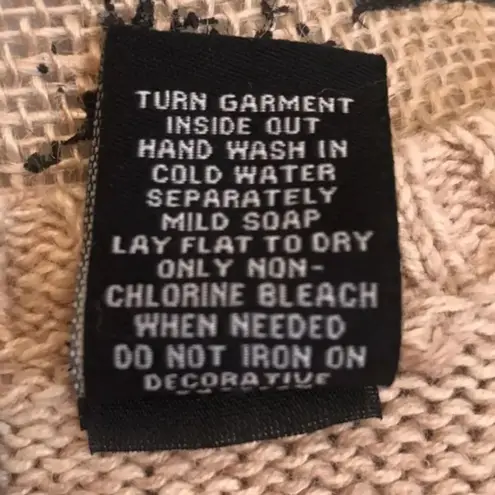 TURN GARMENT
INSIDE OUT
HAND WASH IN
COLD WATER
SEPARATELY
MILD SOAP
LAY FLAT TO DRY
ONLY NON-
CHLORINE BLEACH
WHEN NEEDED
DO NOT IRON ON
DECORATIVE